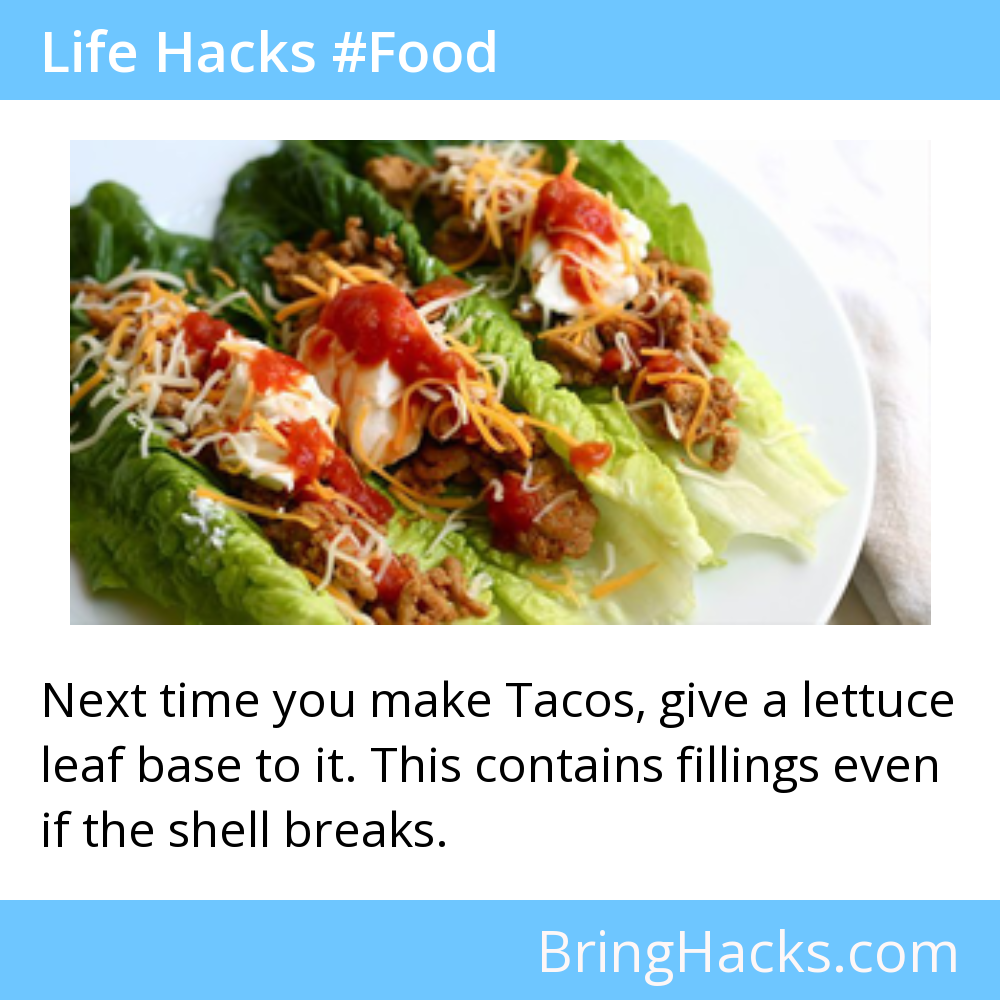 Life Hacks #Food
Next time you make Tacos, give a lettuce
leaf base to it. This contains fillings even
if the shell breaks.
BringHacks.com